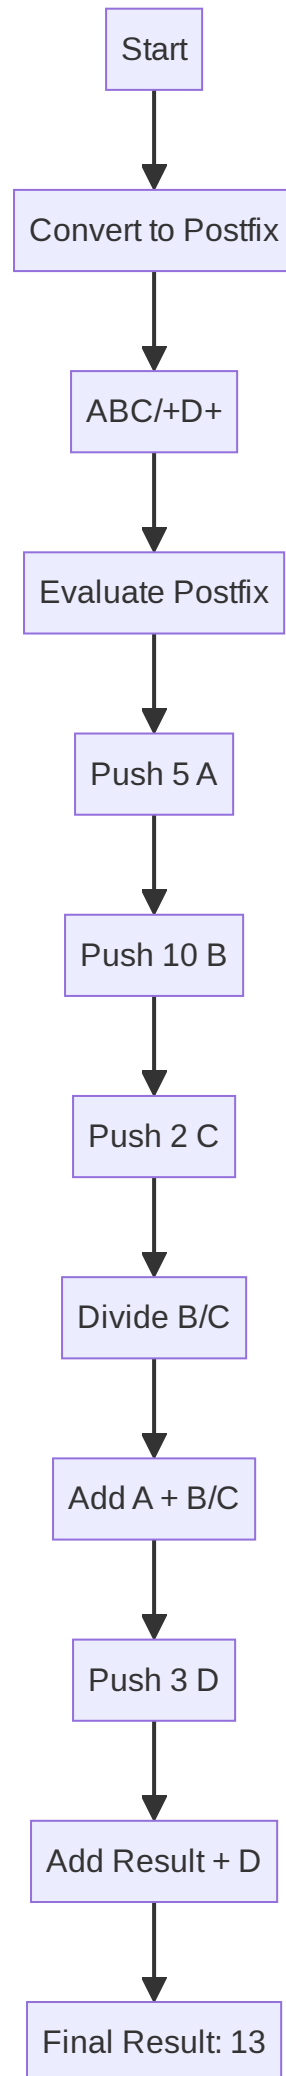 Start
Convert to Postfix
ABC/+D+
Evaluate Postfix
Push 5 A
Push 10 B
Push 2 C
Divide B/C
Add A + B/C
Push 3 D
Add Result + D
Final Result: 13